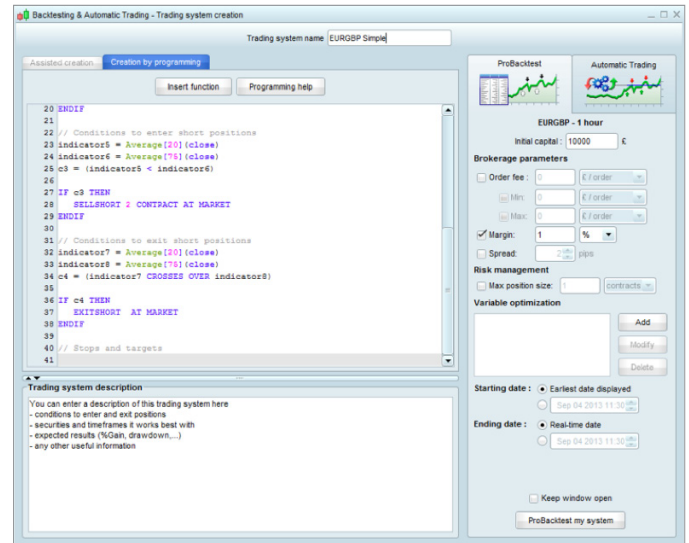 Backtesting & Automatic Trading - Trading system creation
Trading system name EURGBP Simple
Assisted creation
Creation by programming
Insert function
Programming help
20 ENDIF
21
22 // Conditions to enter short positions
23 indicator5 = Average[20](close)
24 indicator6 = Average[75](close)
25 c3 = (indicator5 < indicator6)
26
27 IF c3 THEN
28 SELLSHORT 2 CONTRACT AT MARKET
29 ENDIF
30
31 // Conditions to exit short positions
32 indicator7 = Average[20](close)
33 indicator8 = Average[75](close)
34 c4 = (indicator7 CROSSES OVER indicator8)
35
36 IF c4 THEN
37 EXITSHORT AT MARKET
38 ENDIF
39
40 // Stops and targets
41
Trading system description
You can enter a description of this trading system here
- conditions to enter and exit positions
- securities and timeframes it works best with
- expected results (%Gain, drawdown,...)
- any other useful information
ProBacktest
Automatic Trading
EURGBP - 1 hour
Initial capital : 10000 £
Brokerage parameters
Order fee : 0 £ / order
Min: 0 £ / order
Max: 0 £ / order
Margin: 1 %
Spread: 2 pips
Risk management
Max position size: 1 contracts
Variable optimization
Add
Modify
Delete
Starting date : Earliest date displayed
Sep 04 2013 11:30
Ending date : Real-time date
Sep 04 2013 11:30
Keep window open
ProBacktest my system